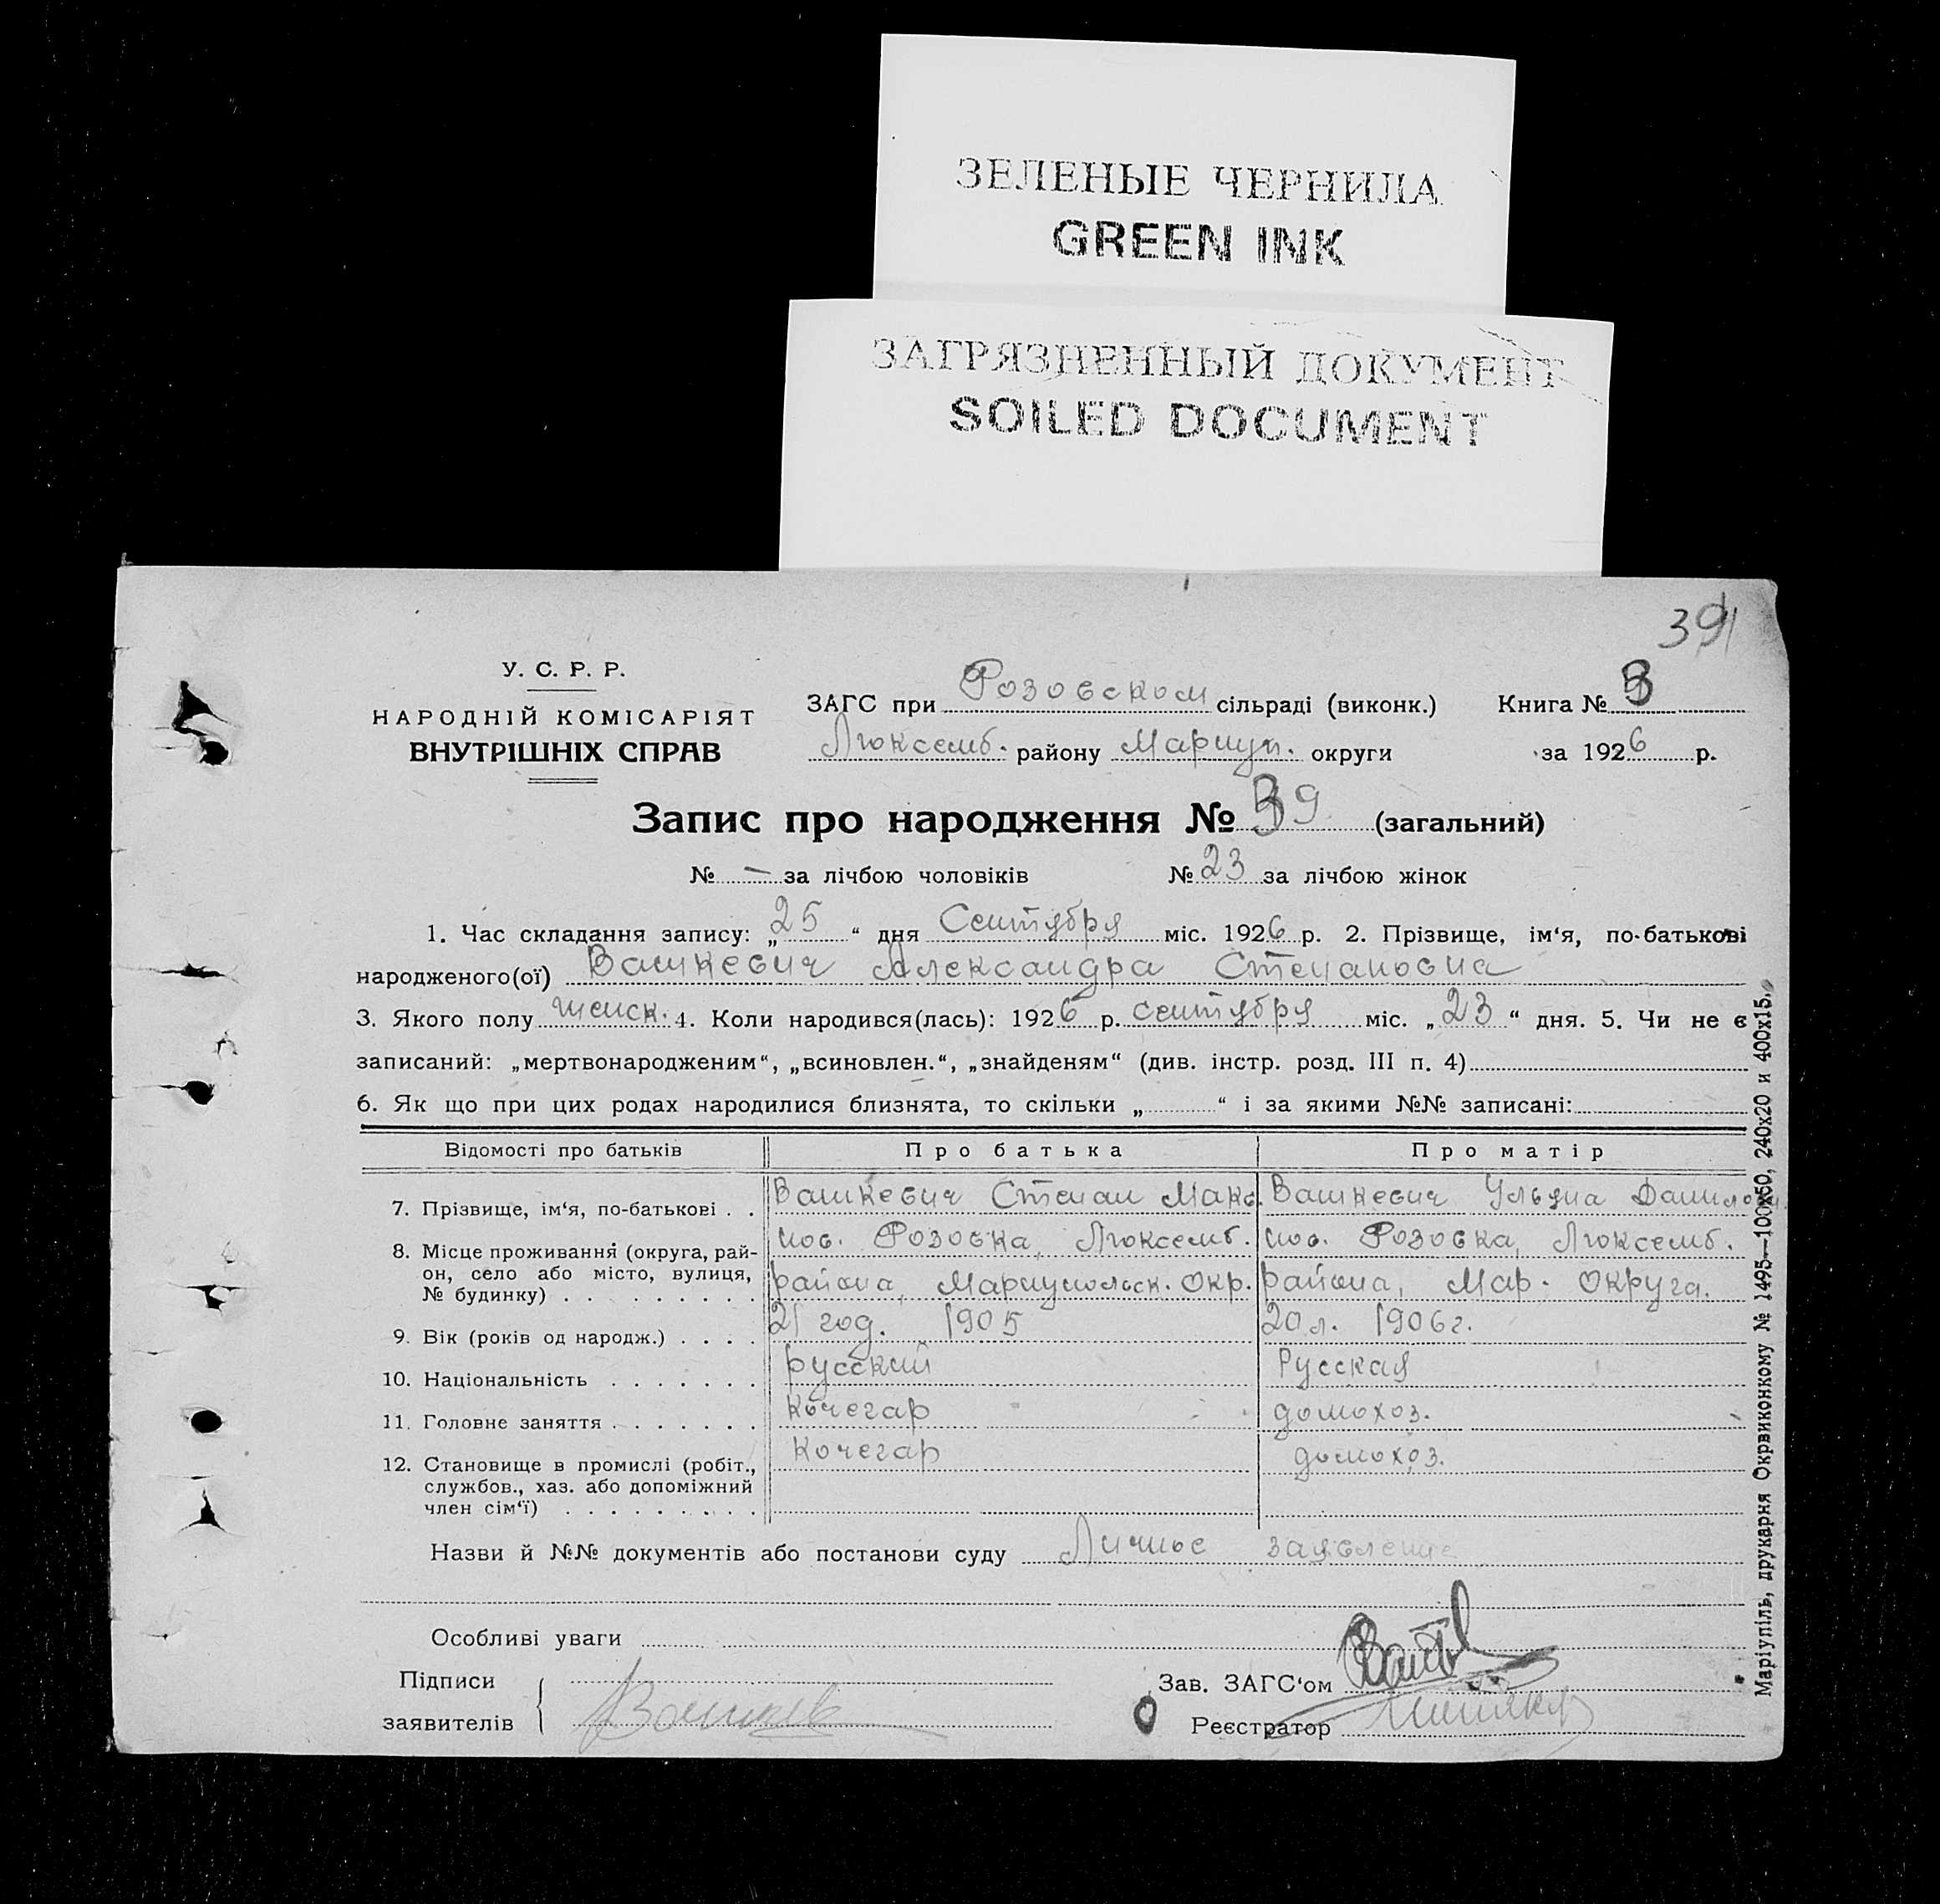 ЗЕЛЕНЫЕ ЧЕРНИЛА
GREEN INK
ЗАГРЯЗНЕННЫЙ ДОКУМЕНТ
SOILED DOCUMENT
39
У. С. Р. Р.
НАРОДНІЙ КОМІСАРІЯТ
ВНУТРІШНІХ СПРАВ
ЗАГС при Розовском сільраді (виконк.) Книга № 3
Люксемб. району Мариуп. округи за 1926 р.
Запис про народження № 39 (загальний)
№ — за лічбою чоловіків № 23 за лічбою жінок
1. Час складання запису: „25“ дня Сентября міс. 1926 р. 2. Прізвище, ім‘я, по-батькові
народженого(ої) Вашкевич Александра Степановна
3. Якого полу женск. 4. Коли народився(лась): 1926 р. сентября міс. „23“ дня. 5. Чи не є
записаний: „мертвонародженим“, „всиновлен.“, „знайденям“ (див. інстр. розд. III п. 4)
6. Як що при цих родах народилися близнята, то скільки „ “ і за якими №№ записані:
Відомості про батьків Про батька Про матір
7. Прізвище, ім‘я, по-батькові . . Вашкевич Степан Макс. Вашкевич Ульяна Данилов
8. Місце проживання (округа, рай-
он, село або місто, вулиця,
№ будинку) . . . . . . . . .
пос. Розовка, Люксемб. района, Мариупольск. Окр.
пос. Розовка, Люксемб. района, Мар. Округа.
9. Вік (років од народж.) . . . . 21 год. 1905 20 л. 1906 г.
10. Національність . . . . . . . русский Русская
11. Головне заняття . . . . . . . Кочегар домохоз.
12. Становище в промислі (робіт.,
службов., хаз. або допоміжний
член сім‘ї) . . . . . . . . .
Кочегар домохоз.
Назви й №№ документів або постанови суду Личное заявление
Особливі уваги
Підписи
заявителів
Вашкев
Зав. ЗАГС‘ом
Реєстратор
Маріупіль, друкарня Окрвиконкому № 1495—100х50, 240х20 и 400х15.